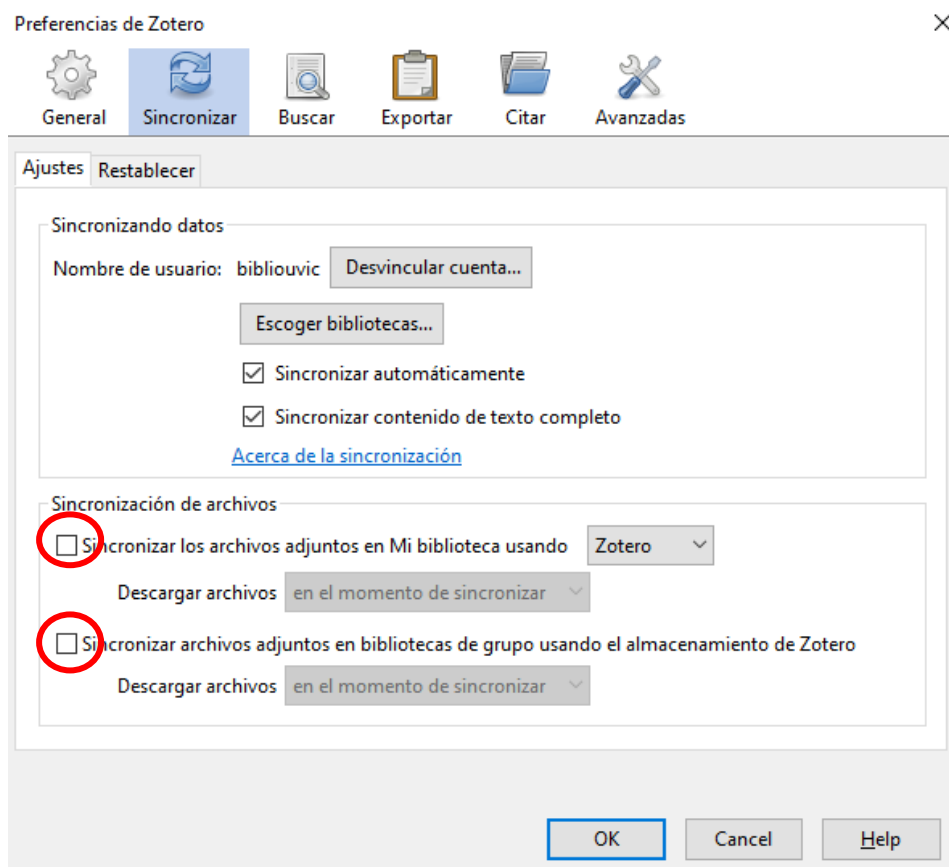 Preferencias de Zotero
General Sincronizar Buscar Exportar Citar Avanzadas
Ajustes Restablecer
Sincronizando datos
Nombre de usuario: bibliouvic Desvincular cuenta...
Escoger bibliotecas...
Sincronizar automáticamente
Sincronizar contenido de texto completo
Acerca de la sincronización
Sincronización de archivos
Sincronizar los archivos adjuntos en Mi biblioteca usando Zotero
Descargar archivos en el momento de sincronizar
Sincronizar archivos adjuntos en bibliotecas de grupo usando el almacenamiento de Zotero
Descargar archivos en el momento de sincronizar
OK Cancel Help